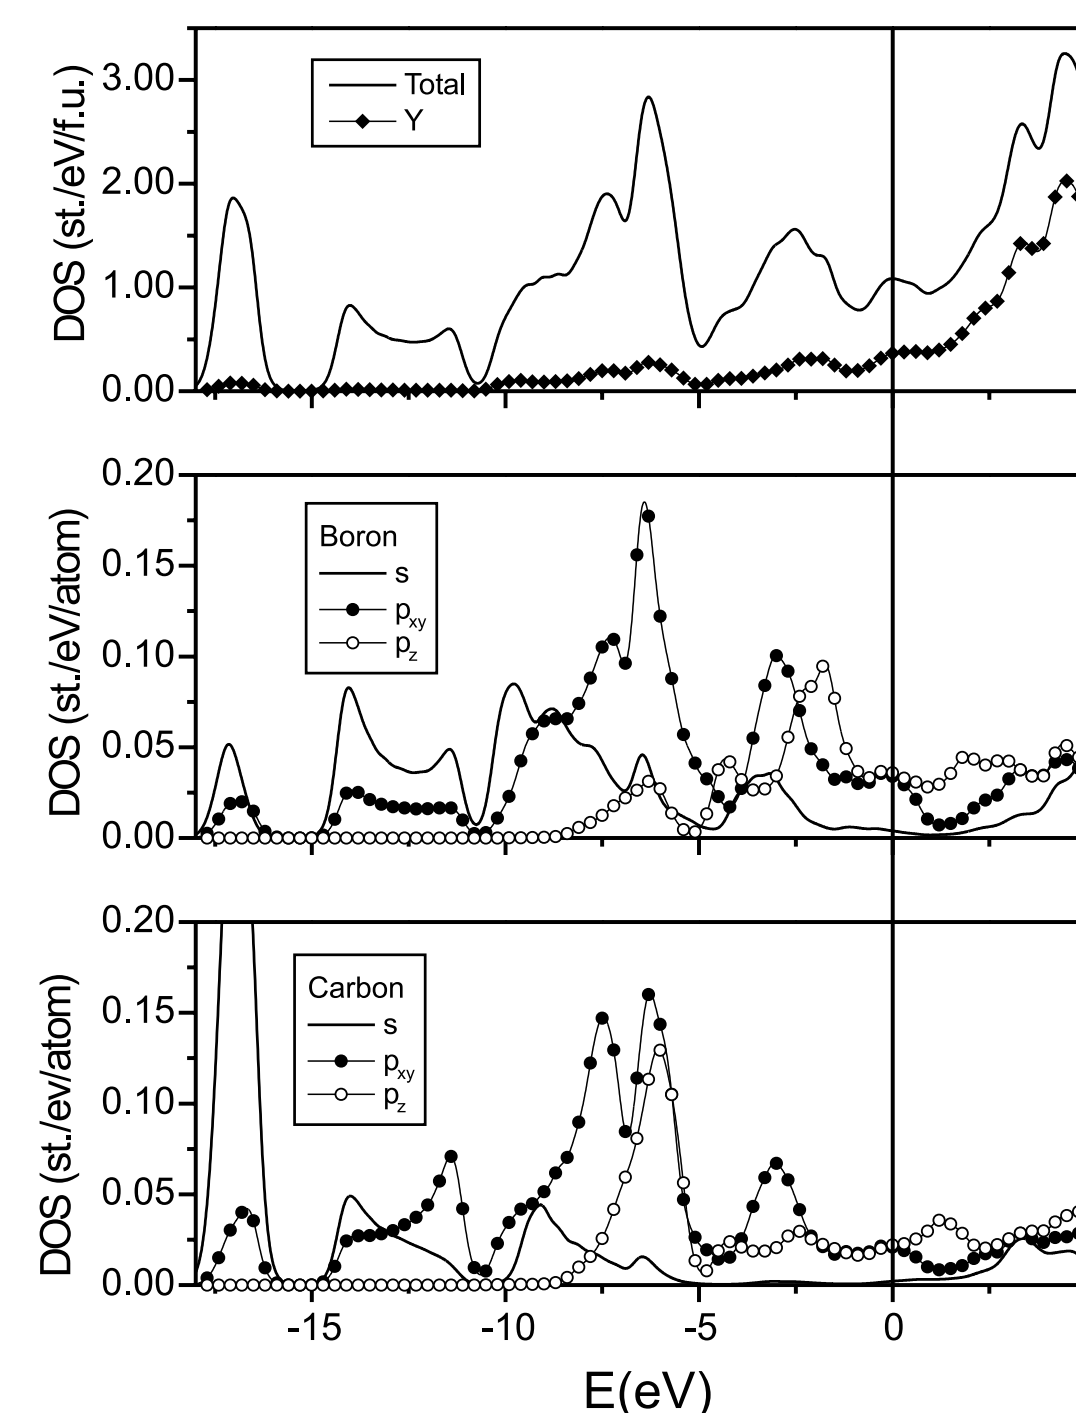 DOS (st./eV/f.u.)
3.00
2.00
1.00
0.00
Total
Y
DOS (st./eV/atom)
0.20
0.15
0.10
0.05
0.00
Boron
s
pxy
pz
DOS (st./ev/atom)
0.20
0.15
0.10
0.05
0.00
Carbon
s
pxy
pz
-15 -10 -5 0
E(eV)